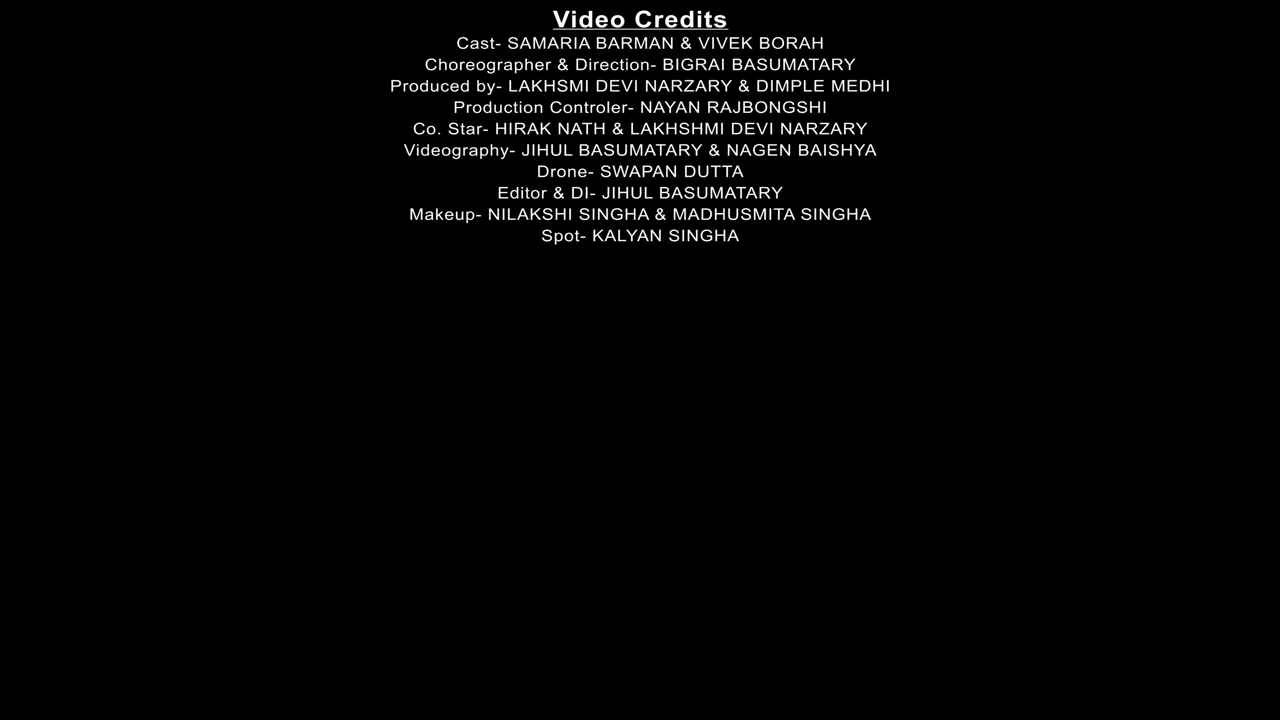 Video Credits
Cast- SAMARIA BARMAN & VIVEK BORAH
Choreographer & Direction- BIGRAI BASUMATARY
Produced by- LAKHSMI DEVI NARZARY & DIMPLE MEDHI
Production Controler- NAYAN RAJBONGSHI
Co. Star- HIRAK NATH & LAKHSHMI DEVI NARZARY
Videography- JIHUL BASUMATARY & NAGEN BAISHYA
Drone- SWAPAN DUTTA
Editor & DI- JIHUL BASUMATARY
Makeup- NILAKSHI SINGHA & MADHUSMITA SINGHA
Spot- KALYAN SINGHA